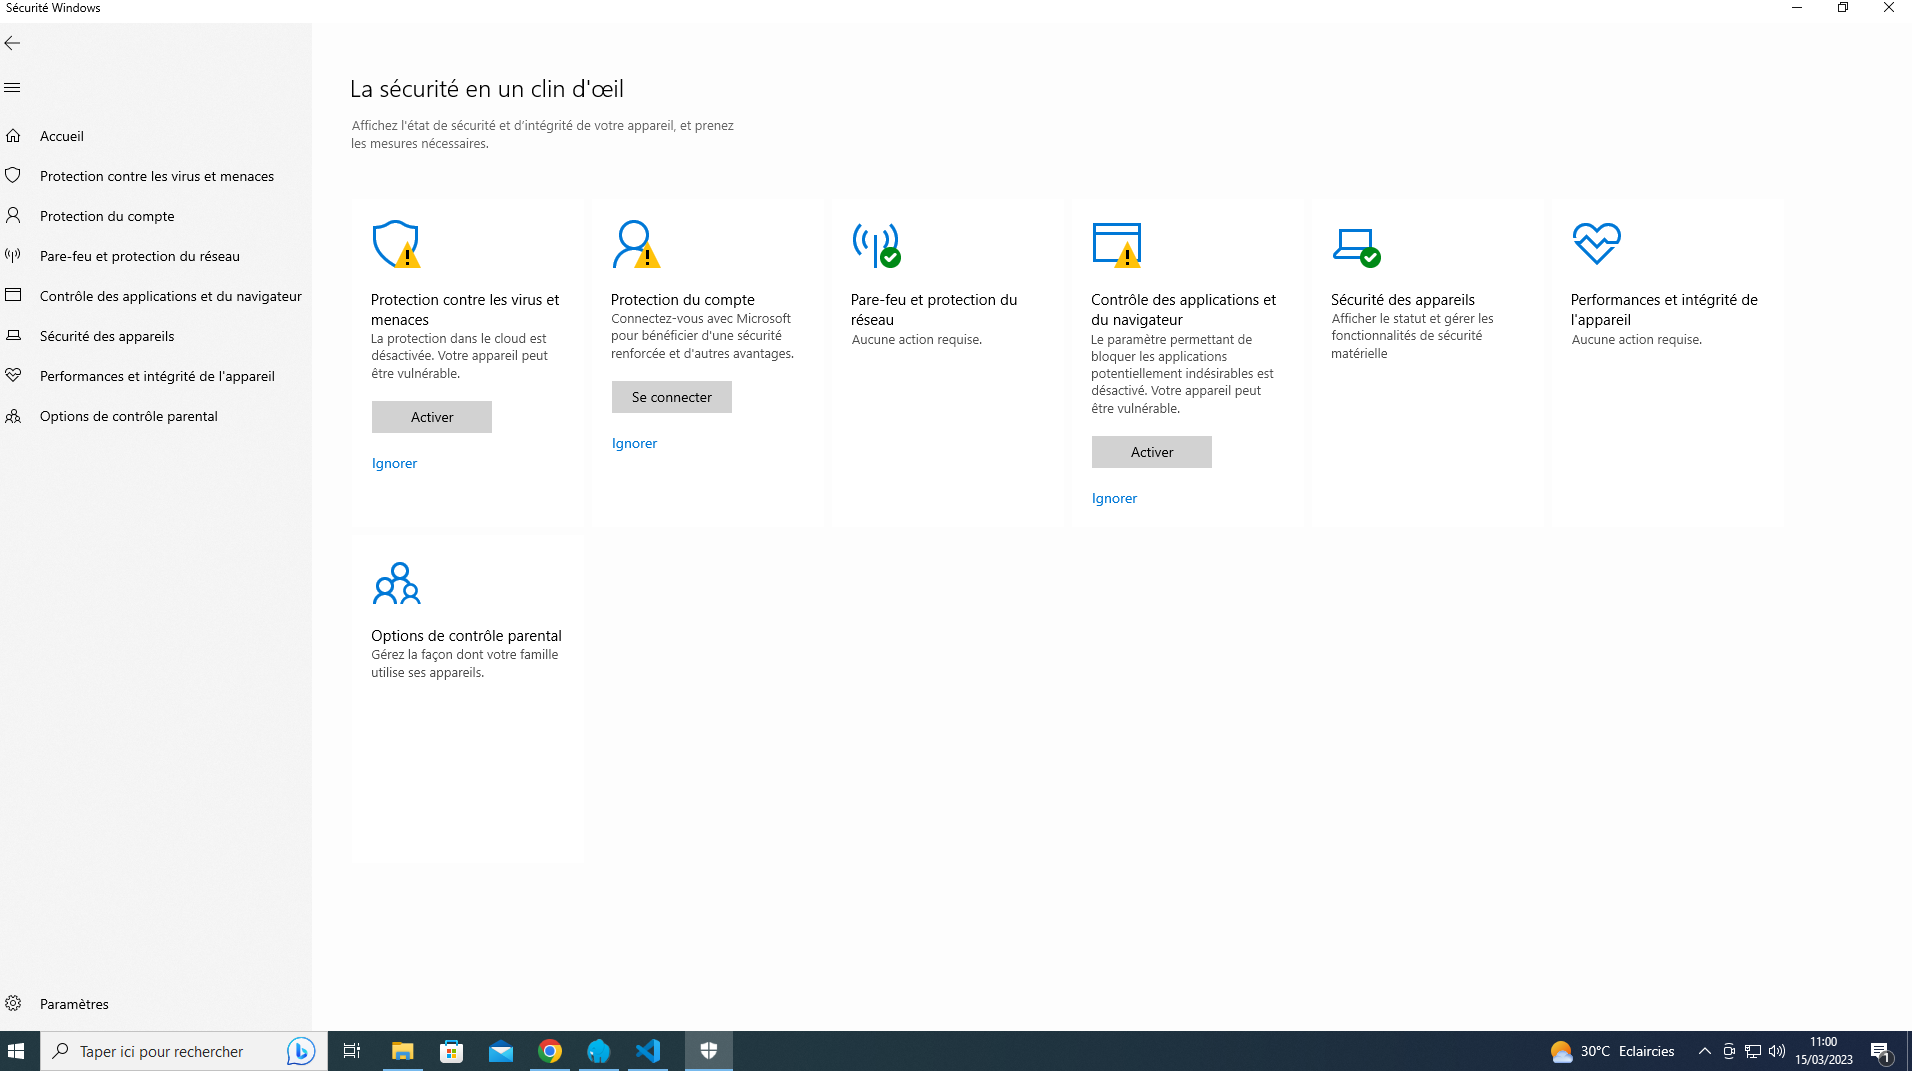 Sécurité Windows
Accueil
Protection contre les virus et menaces
Protection du compte
Pare-feu et protection du réseau
Contrôle des applications et du navigateur
Sécurité des appareils
Performances et intégrité de l'appareil
Options de contrôle parental
Paramètres
La sécurité en un clin d'œil
Affichez l'état de sécurité et d’intégrité de votre appareil, et prenez
les mesures nécessaires.
Protection contre les virus et
menaces
La protection dans le cloud est
désactivée. Votre appareil peut
être vulnérable.
Activer
Ignorer
Protection du compte
Connectez-vous avec Microsoft
pour bénéficier d'une sécurité
renforcée et d'autres avantages.
Se connecter
Ignorer
Pare-feu et protection du
réseau
Aucune action requise.
Contrôle des applications et
du navigateur
Le paramètre permettant de
bloquer les applications
potentiellement indésirables est
désactivé. Votre appareil peut
être vulnérable.
Activer
Ignorer
Sécurité des appareils
Afficher le statut et gérer les
fonctionnalités de sécurité
matérielle
Performances et intégrité de
l'appareil
Aucune action requise.
Options de contrôle parental
Gérez la façon dont votre famille
utilise ses appareils.
Taper ici pour rechercher
30°C Eclaircies
11:00
15/03/2023
1